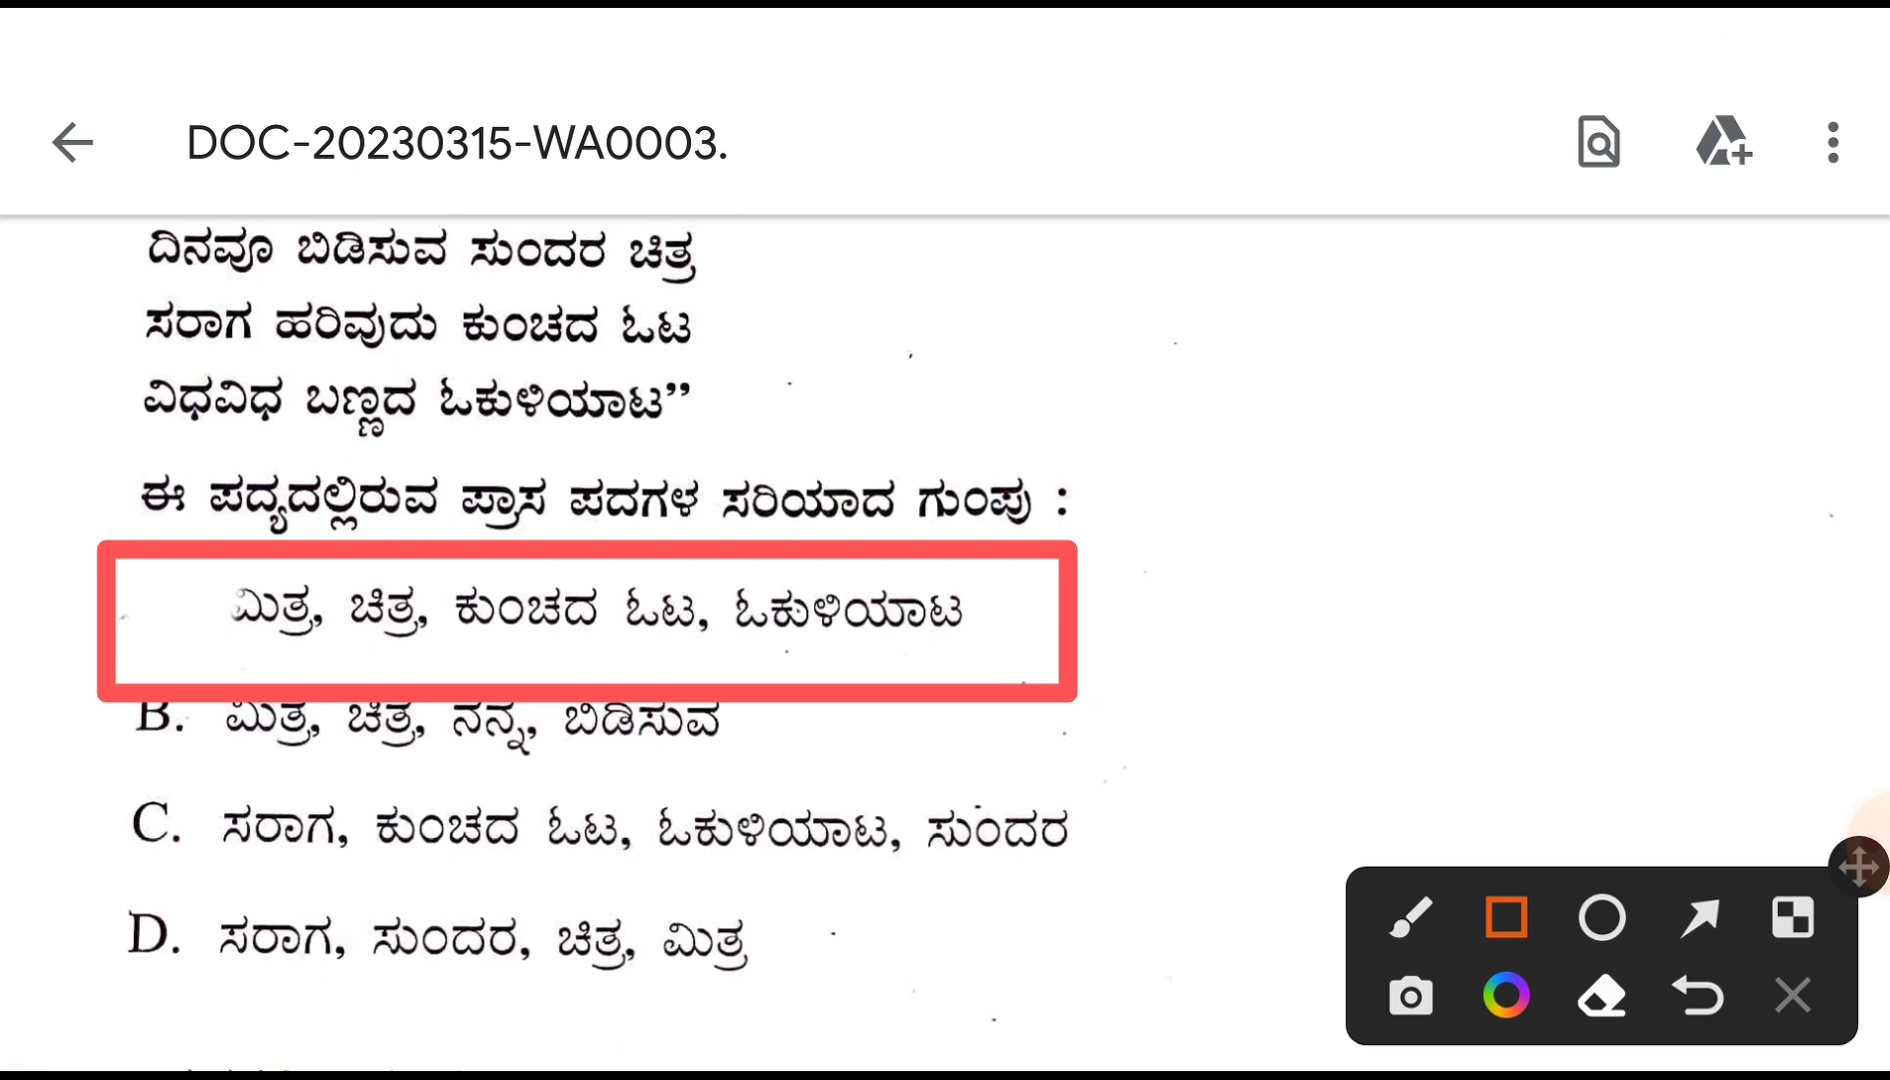 DOC-20230315-WA0003.
ದಿನವೂ ಬಿಡಿಸುವ ಸುಂದರ ಚಿತ್ರ
ಸರಾಗ ಹರಿವುದು ಕುಂಚದ ಓಟ
ವಿಧವಿಧ ಬಣ್ಣದ ಓಕುಳಿಯಾಟ”
ಈ ಪದ್ಯದಲ್ಲಿರುವ ಪ್ರಾಸ ಪದಗಳ ಸರಿಯಾದ ಗುಂಪು :
ಮಿತ್ರ, ಚಿತ್ರ, ಕುಂಚದ ಓಟ, ಓಕುಳಿಯಾಟ
B. ಮಿತ್ರ, ಚಿತ್ರ, ನನ್ನ, ಬಿಡಿಸುವ
C. ಸರಾಗ, ಕುಂಚದ ಓಟ, ಓಕುಳಿಯಾಟ, ಸುಂದರ
D. ಸರಾಗ, ಸುಂದರ, ಚಿತ್ರ, ಮಿತ್ರ